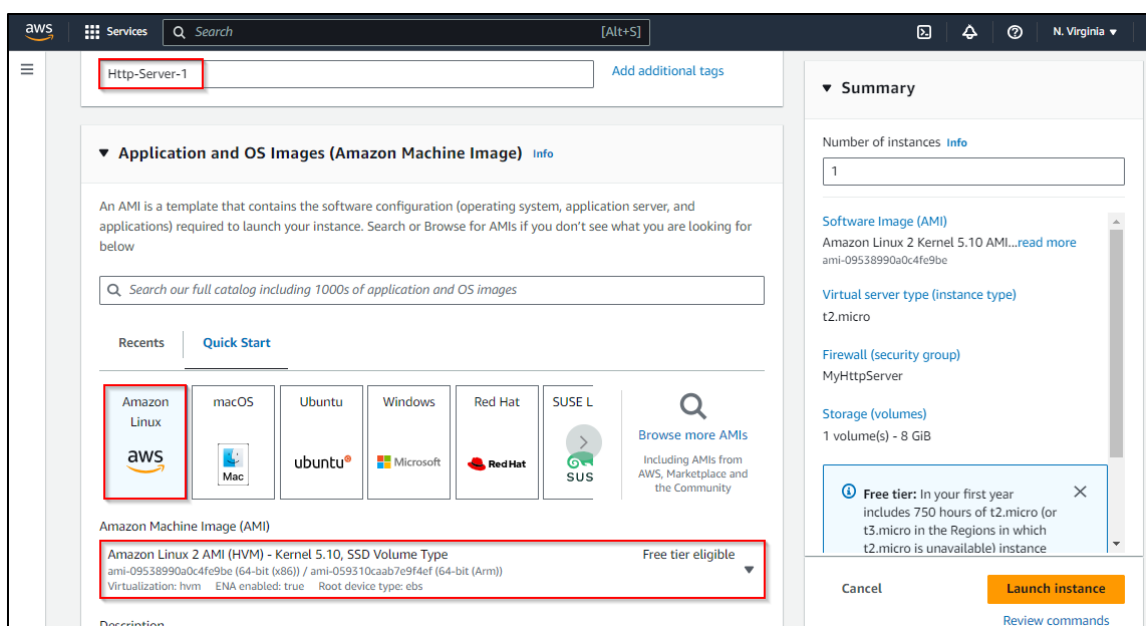 aws
Services
Search
[Alt+S]
N. Virginia
Http-Server-1
Add additional tags
Application and OS Images (Amazon Machine Image) Info
An AMI is a template that contains the software configuration (operating system, application server, and
applications) required to launch your instance. Search or Browse for AMIs if you don't see what you are looking for
below
Search our full catalog including 1000s of application and OS images
Recents
Quick Start
Amazon
Linux
aws
macOS
Mac
Ubuntu
ubuntu
Windows
Microsoft
Red Hat
Red Hat
SUSE L
SUS
Browse more AMIs
Including AMIs from
AWS, Marketplace and
the Community
Amazon Machine Image (AMI)
Amazon Linux 2 AMI (HVM) - Kernel 5.10, SSD Volume Type
Free tier eligible
ami-09538990a0c4fe9be (64-bit (x86)) / ami-059310caab7e9f4ef (64-bit (Arm))
Virtualization: hvm ENA enabled: true Root device type: ebs
Description
Summary
Number of instances Info
1
Software Image (AMI)
Amazon Linux 2 Kernel 5.10 AMI...read more
ami-09538990a0c4fe9be
Virtual server type (instance type)
t2.micro
Firewall (security group)
MyHttpServer
Storage (volumes)
1 volume(s) - 8 GiB
Free tier: In your first year
includes 750 hours of t2.micro (or
t3.micro in the Regions in which
t2.micro is unavailable) instance
Cancel
Launch instance
Review commands